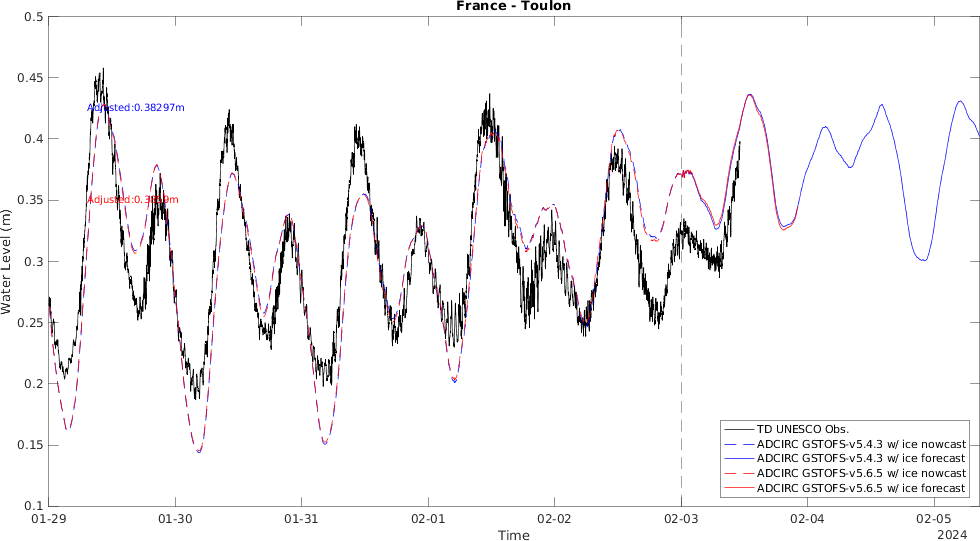 France - Toulon
0.5
0.45
0.4
0.35
0.3
0.25
0.2
0.15
0.1
Water Level (m)
Adjusted:0.38297m
TD UNESCO Obs.
ADCIRC GSTOFS-v5.4.3 w/ ice nowcast
ADCIRC GSTOFS-v5.4.3 w/ ice forecast
ADCIRC GSTOFS-v5.6.5 w/ ice nowcast
ADCIRC GSTOFS-v5.6.5 w/ ice forecast
01-29 01-30 01-31 02-01 02-02 02-03 02-04 02-05
Time
2024